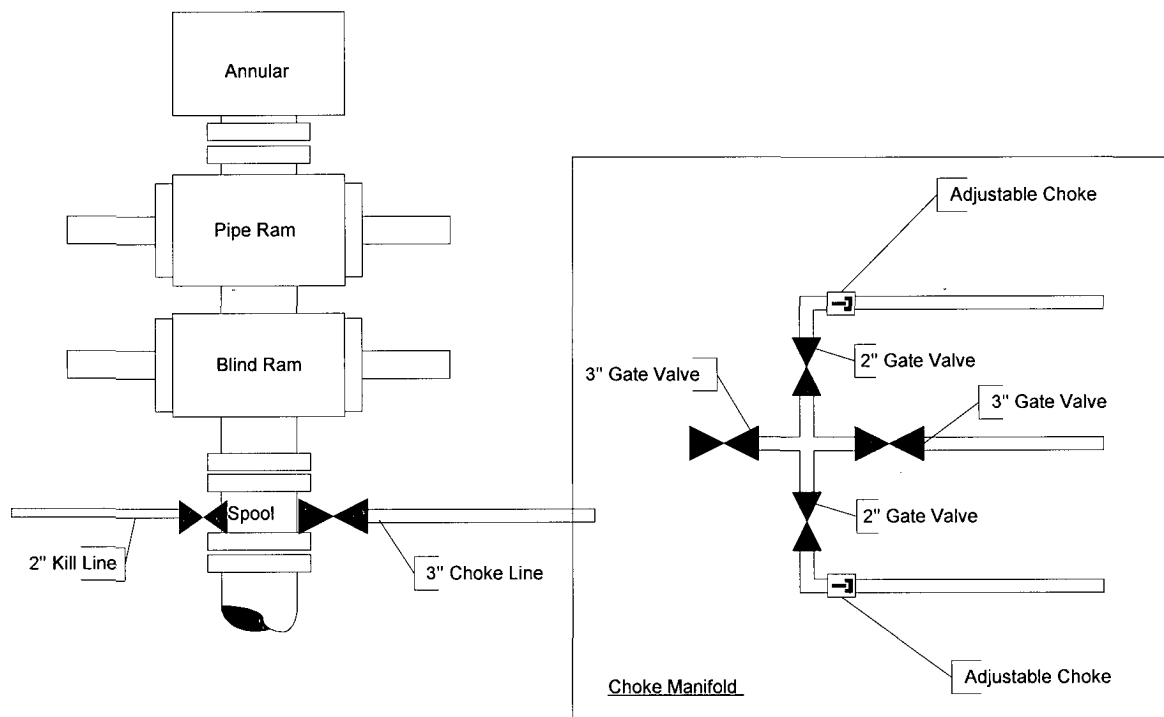 Annular
Pipe Ram
Blind Ram
Spool
2" Kill Line
3" Choke Line
Adjustable Choke
2" Gate Valve
3" Gate Valve
3" Gate Valve
2" Gate Valve
Adjustable Choke
Choke Manifold